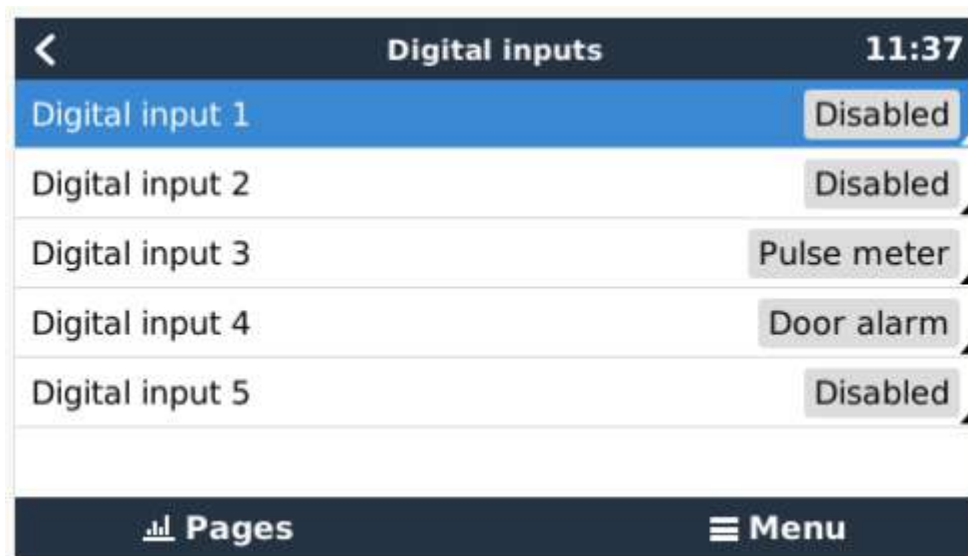 Digital inputs 11:37
Digital input 1 Disabled
Digital input 2 Disabled
Digital input 3 Pulse meter
Digital input 4 Door alarm
Digital input 5 Disabled
Pages Menu